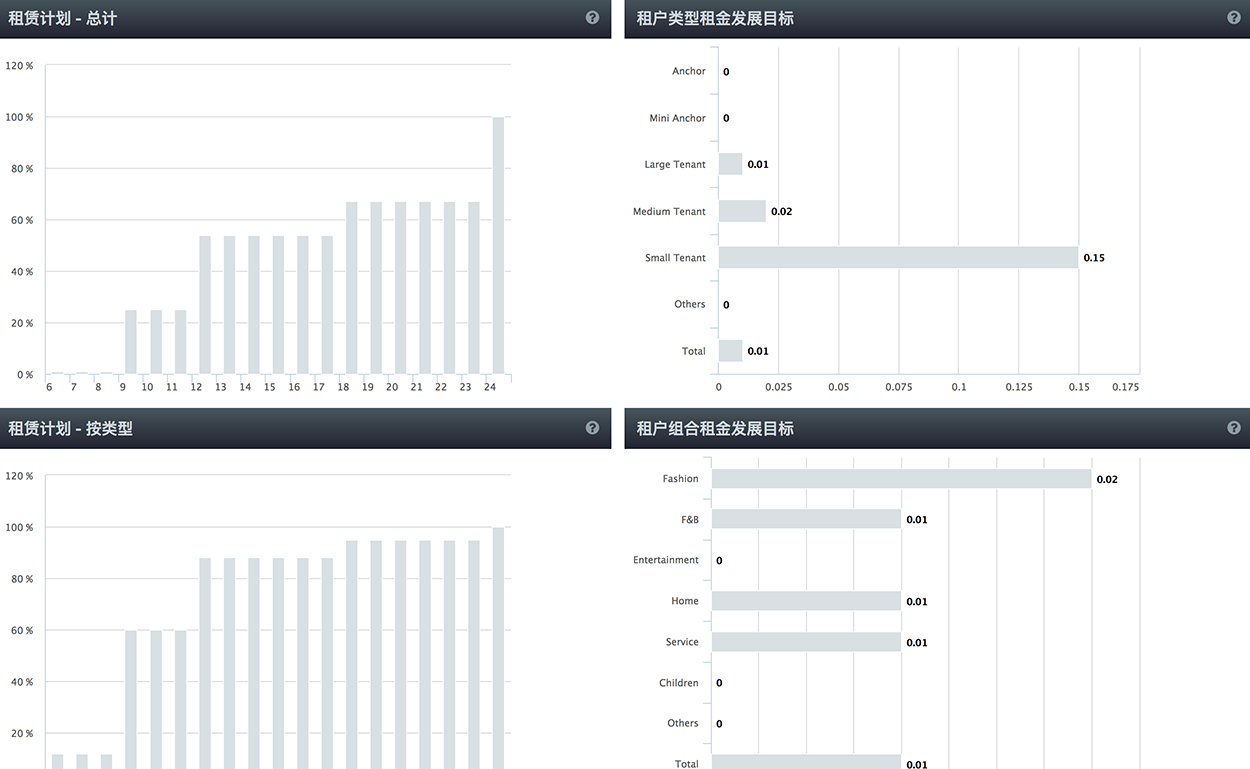 租赁计划 - 总计
?
120 %
100 %
80 %
60 %
40 %
20 %
0 %
6 7 8 9 10 11 12 13 14 15 16 17 18 19 20 21 22 23 24
租户类型租金发展目标
?
Anchor 0
Mini Anchor 0
Large Tenant 0.01
Medium Tenant 0.02
Small Tenant 0.15
Others 0
Total 0.01
0 0.025 0.05 0.075 0.1 0.125 0.15 0.175
租赁计划 - 按类型
?
120 %
100 %
80 %
60 %
40 %
20 %
租户组合租金发展目标
?
Fashion 0.02
F&B 0.01
Entertainment 0
Home 0.01
Service 0.01
Children 0
Others 0
Total 0.01